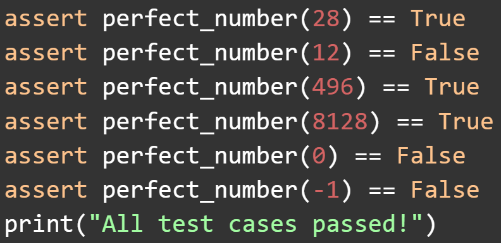 assert perfect_number(28) == True
assert perfect_number(12) == False
assert perfect_number(496) == True
assert perfect_number(8128) == True
assert perfect_number(0) == False
assert perfect_number(-1) == False
print("All test cases passed!")